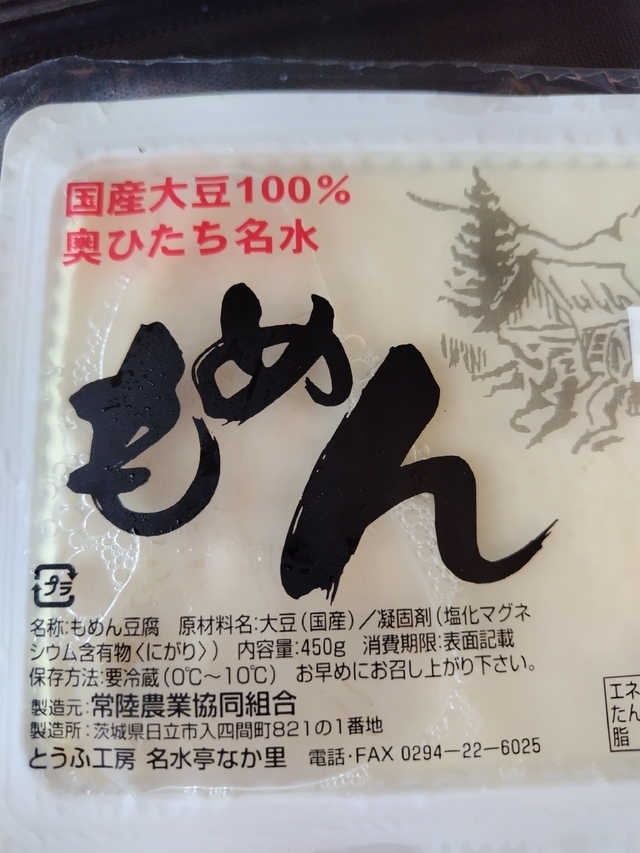 国産大豆100%
奥ひたち名水
もめん
プラ
名称:もめん豆腐 原材料名:大豆(国産)/凝固剤(塩化マグネ
シウム含有物〈にがり〉) 内容量:450g 消費期限:表面記載
保存方法:要冷蔵(0℃〜10℃) お早めにお召し上がり下さい。
製造元:常陸農業協同組合
製造所:茨城県日立市入四間町821の1番地
とうふ工房 名水亭なか里 電話・FAX 0294－22－6025
エネ
たん
脂